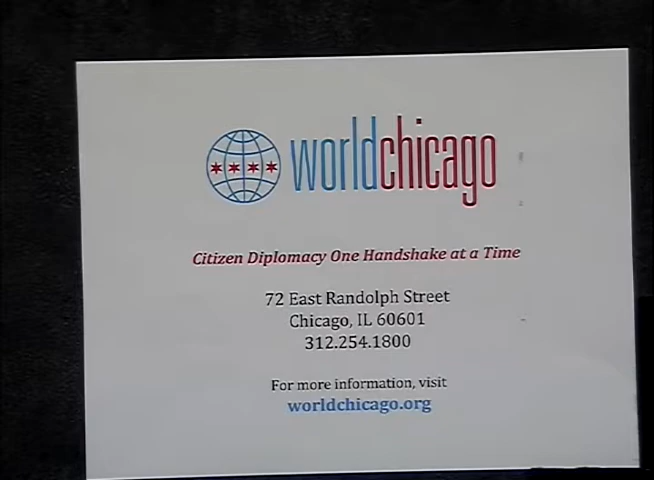 worldchicago
Citizen Diplomacy One Handshake at a Time
72 East Randolph Street
Chicago, IL 60601
312.254.1800
For more information, visit
worldchicago.org